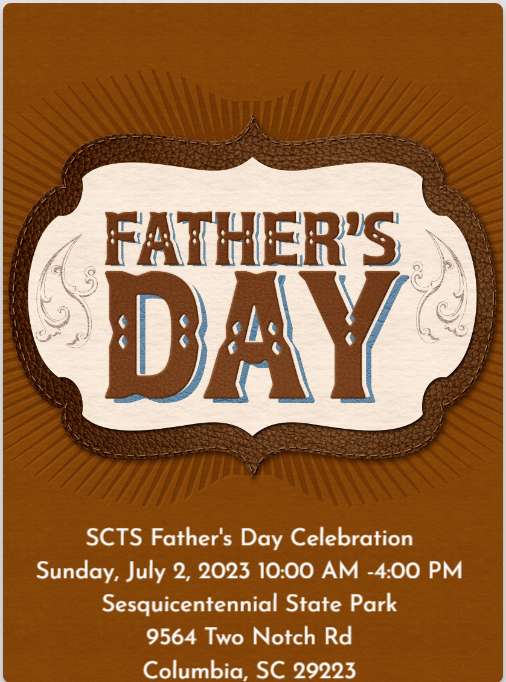 FATHER'S
DAY
SCTS Father's Day Celebration
Sunday, July 2, 2023 10:00 AM -4:00 PM
Sesquicentennial State Park
9564 Two Notch Rd
Columbia, SC 29223